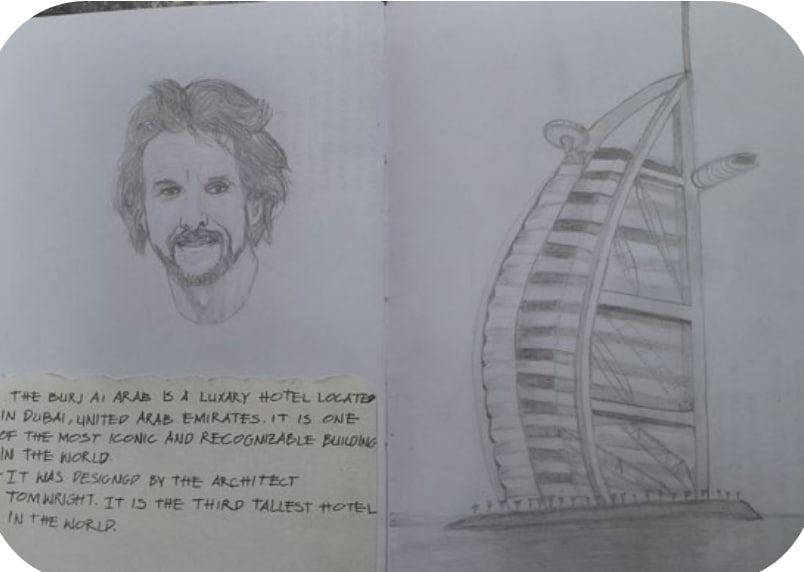 THE BURJ Al ARAB IS A LUXARY HOTEL LOCATED
IN DUBAI, UNITED ARAB EMIRATES. IT IS ONE
OF THE MOST ICONIC AND RECOGNIZABLE BUILDING
IN THE WORLD.
IT WAS DESIGNGD BY THE ARCHITECT
TOM WRIGHT. IT IS THE THIRD TALLEST HOTEL
IN THE WORLD.